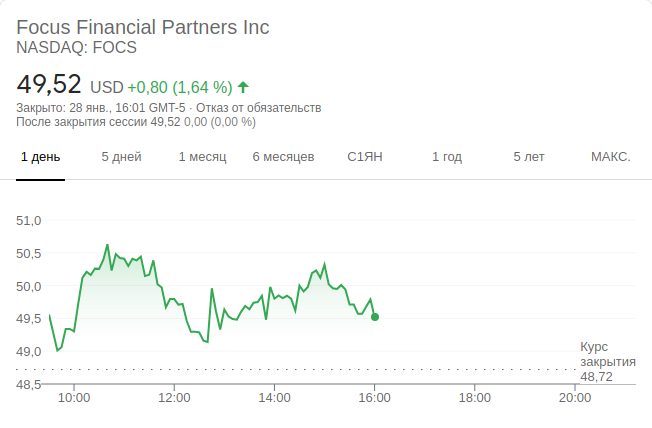 Focus Financial Partners Inc
NASDAQ: FOCS
49,52 USD +0,80 (1,64 %)
Закрыто: 28 янв., 16:01 GMT-5 · Отказ от обязательств
После закрытия сессии 49,52 0,00 (0,00 %)
1 день 5 дней 1 месяц 6 месяцев С1ЯН 1 год 5 лет МАКС.
51,0
50,5
50,0
49,5
49,0
Курс
закрытия
48,72
48,5
10:00 12:00 14:00 16:00 18:00 20:00